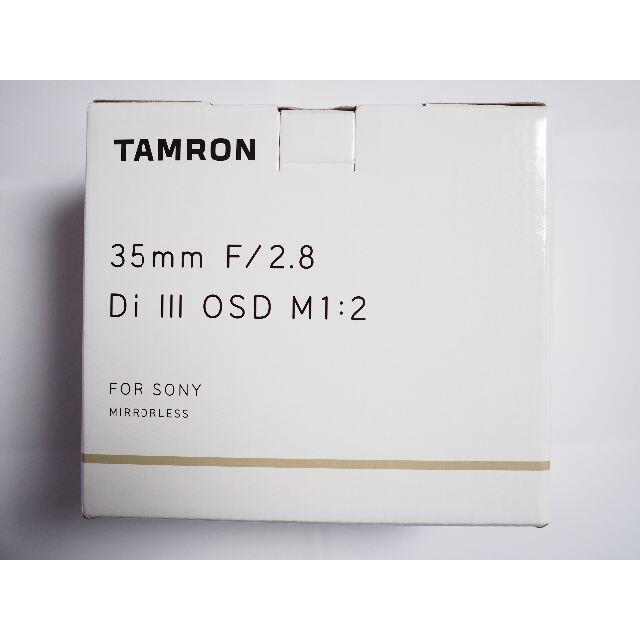 TAMRON
35mm F/2.8
Di III OSD M1:2
FOR SONY
MIRRORLESS